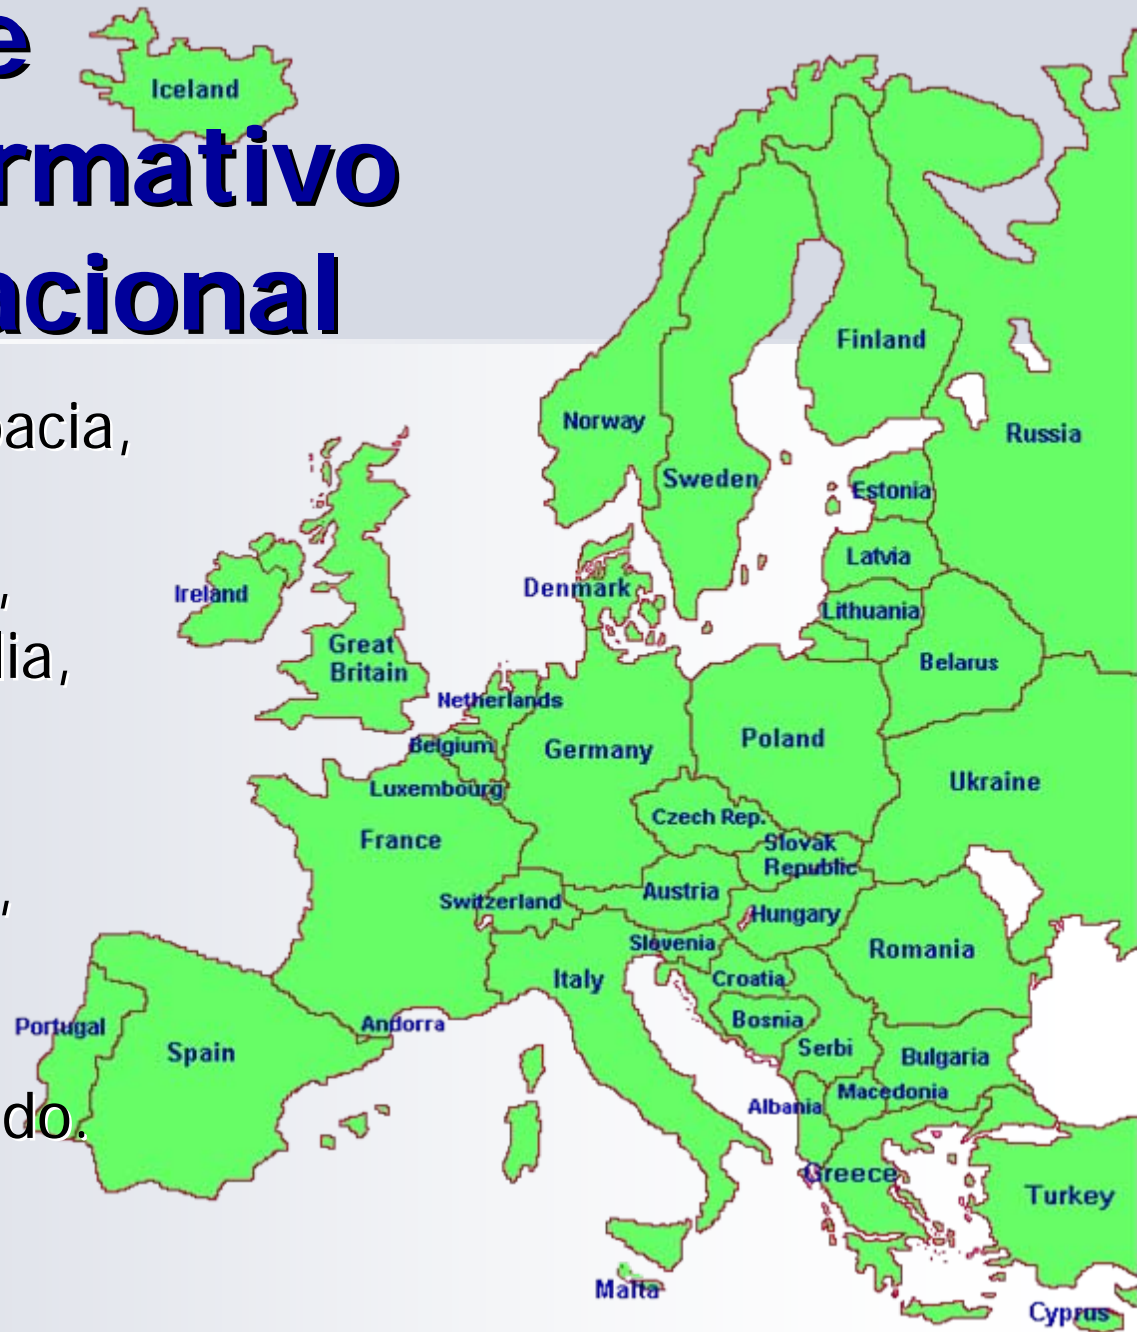 e
rmativo
acional
pacia,
,
lia,
,
do.
Iceland
Finland
Norway
Russia
Sweden
Estonia
Latvia
Denmark
Ireland
Lithuania
Great
Britain
Belarus
Netherlands
Belgium
Germany
Poland
Luxembourg
Ukraine
France
Czech Rep.
Slovak
Republic
Switzerland
Austria
Hungary
Slovenia
Romania
Italy
Croatia
Portugal
Andorra
Bosnia
Spain
Serbi
Bulgaria
Macedonia
Albania
Greece
Turkey
Malta
Cyprus